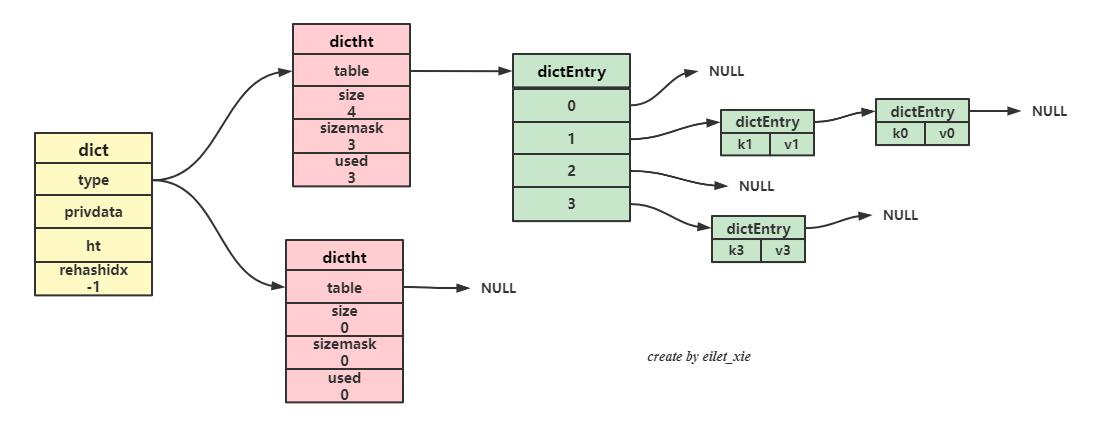 dict
type
privdata
ht
rehashidx
-1
dictht
table
size
4
sizemask
3
used
3
dictht
table
size
0
sizemask
0
used
0
NULL
dictEntry
0
1
2
3
NULL
dictEntry
k1 v1
dictEntry
k0 v0
NULL
NULL
dictEntry
k3 v3
NULL
create by eilet_xie